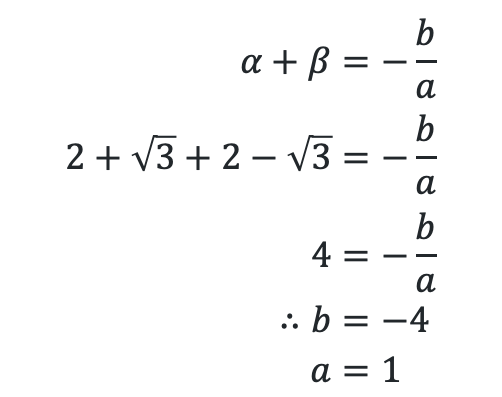 α + β = −b/a
2 + √3 + 2 − √3 = −b/a
4 = −b/a
∴ b = −4
a = 1